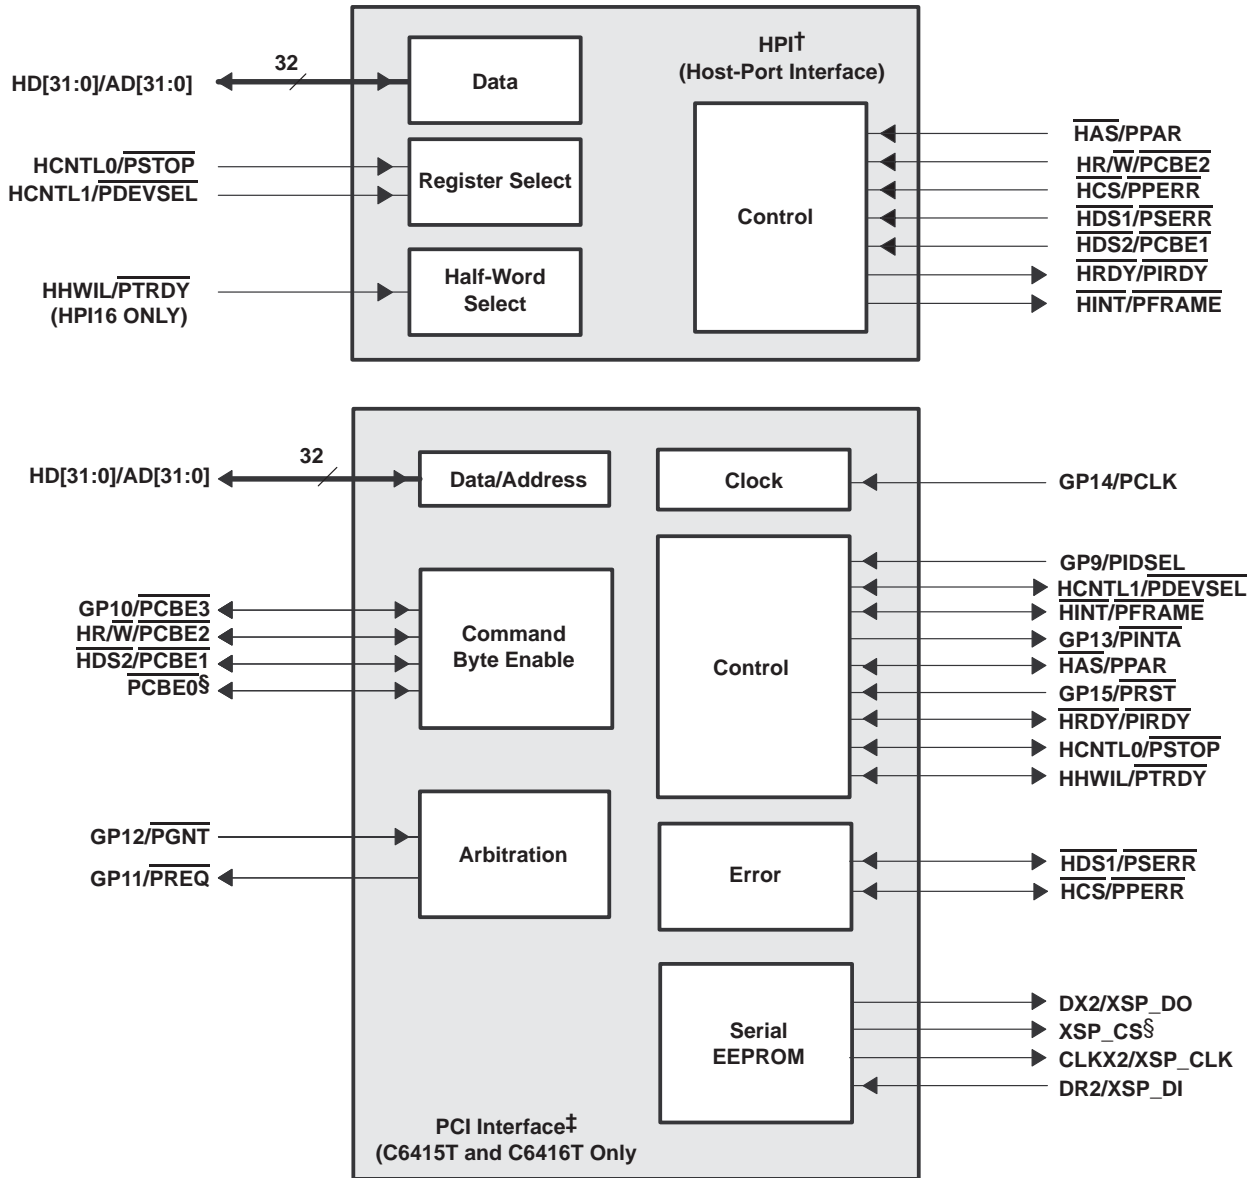 HPI†
(Host-Port Interface)
HD[31:0]/AD[31:0]
32
Data
HCNTL0/PSTOP
HCNTL1/PDEVSEL
Register Select
HHWIL/PTRDY
(HPI16 ONLY)
Half-Word
Select
Control
HAS/PPAR
HR/W/PCBE2
HCS/PPERR
HDS1/PSERR
HDS2/PCBE1
HRDY/PIRDY
HINT/PFRAME
HD[31:0]/AD[31:0]
32
Data/Address
Clock
GP14/PCLK
GP10/PCBE3
HR/W/PCBE2
HDS2/PCBE1
PCBE0§
Command
Byte Enable
Control
GP9/PIDSEL
HCNTL1/PDEVSEL
HINT/PFRAME
GP13/PINTA
HAS/PPAR
GP15/PRST
HRDY/PIRDY
HCNTL0/PSTOP
HHWIL/PTRDY
GP12/PGNT
GP11/PREQ
Arbitration
Error
HDS1/PSERR
HCS/PPERR
Serial
EEPROM
DX2/XSP_DO
XSP_CS§
CLKX2/XSP_CLK
DR2/XSP_DI
PCI Interface‡
(C6415T and C6416T Only